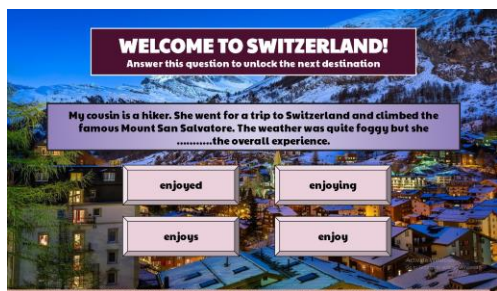 WELCOME TO SWITZERLAND!
Answer this question to unlock the next destination
My cousin is a hiker. She went for a trip to Switzerland and climbed the
famous Mount San Salvatore. The weather was quite foggy but she
...........the overall experience.
enjoyed
enjoying
enjoys
enjoy